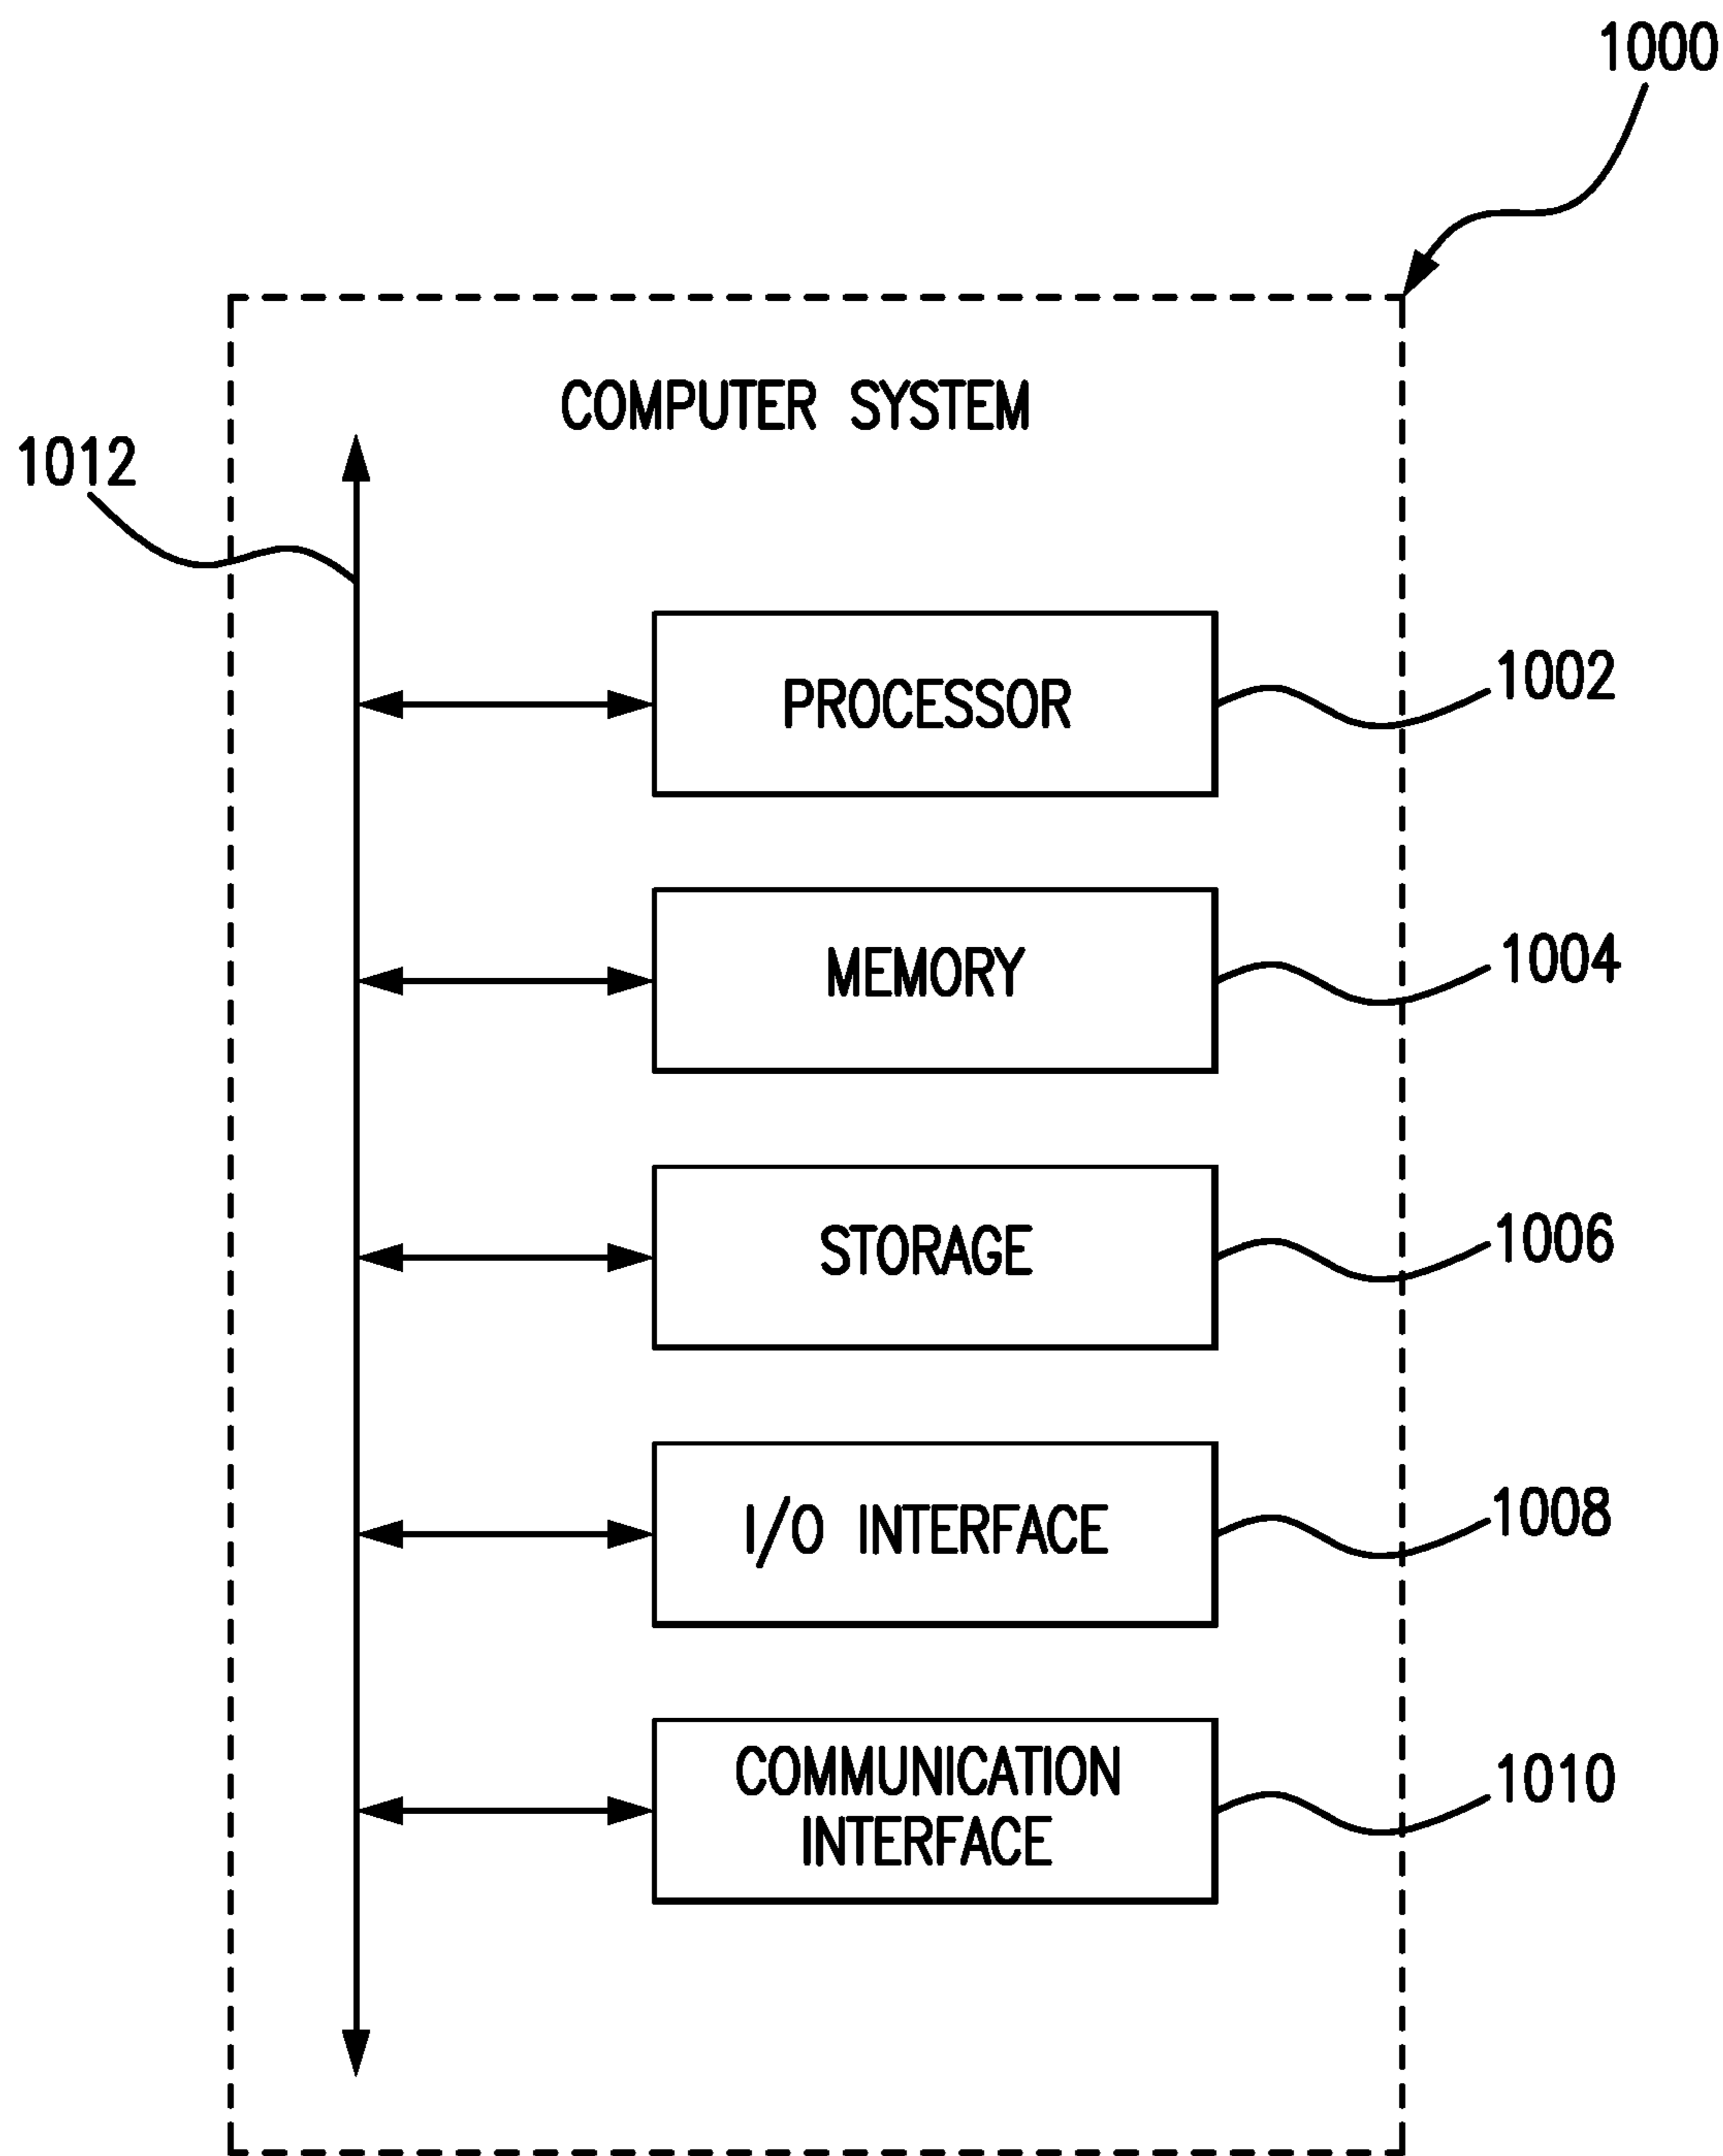 1000
COMPUTER SYSTEM
1012
PROCESSOR
1002
MEMORY
1004
STORAGE
1006
I/O INTERFACE
1008
COMMUNICATION
INTERFACE
1010